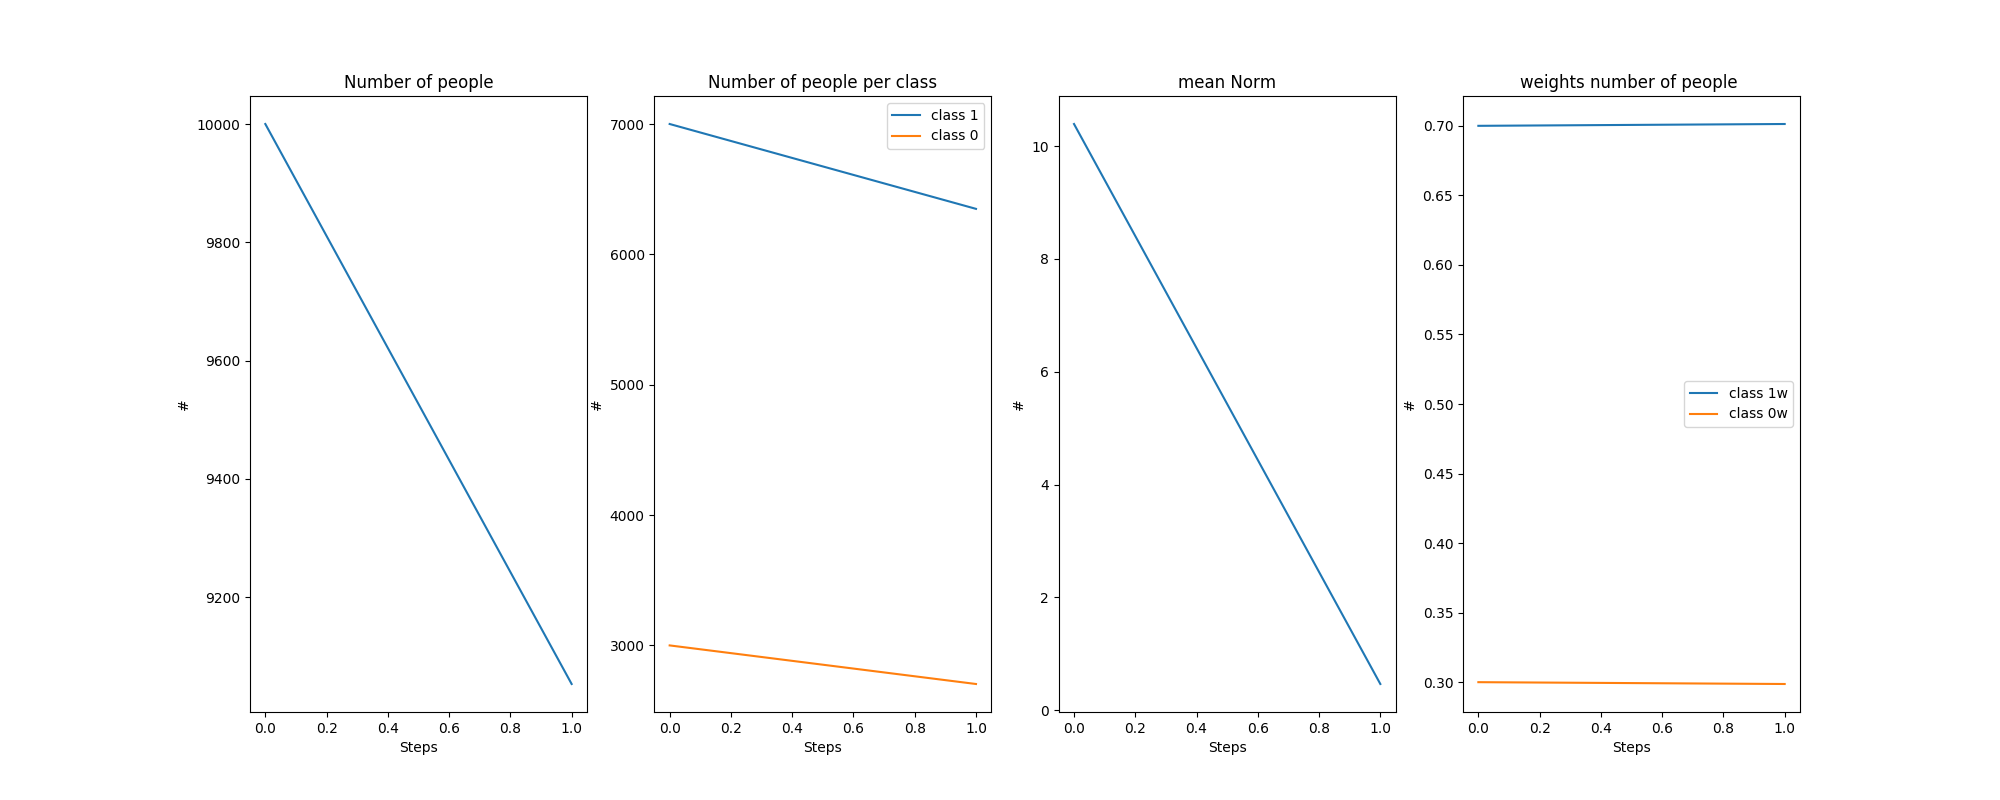 Number of people
10000
9800
9600
9400
9200
#
0.0 0.2 0.4 0.6 0.8 1.0
Steps
Number of people per class
class 1
class 0
7000
6000
5000
4000
3000
#
0.0 0.2 0.4 0.6 0.8 1.0
Steps
mean Norm
10
8
6
4
2
0
#
0.0 0.2 0.4 0.6 0.8 1.0
Steps
weights number of people
0.70
0.65
0.60
0.55
0.50
0.45
0.40
0.35
0.30
#
class 1w
class 0w
0.0 0.2 0.4 0.6 0.8 1.0
Steps